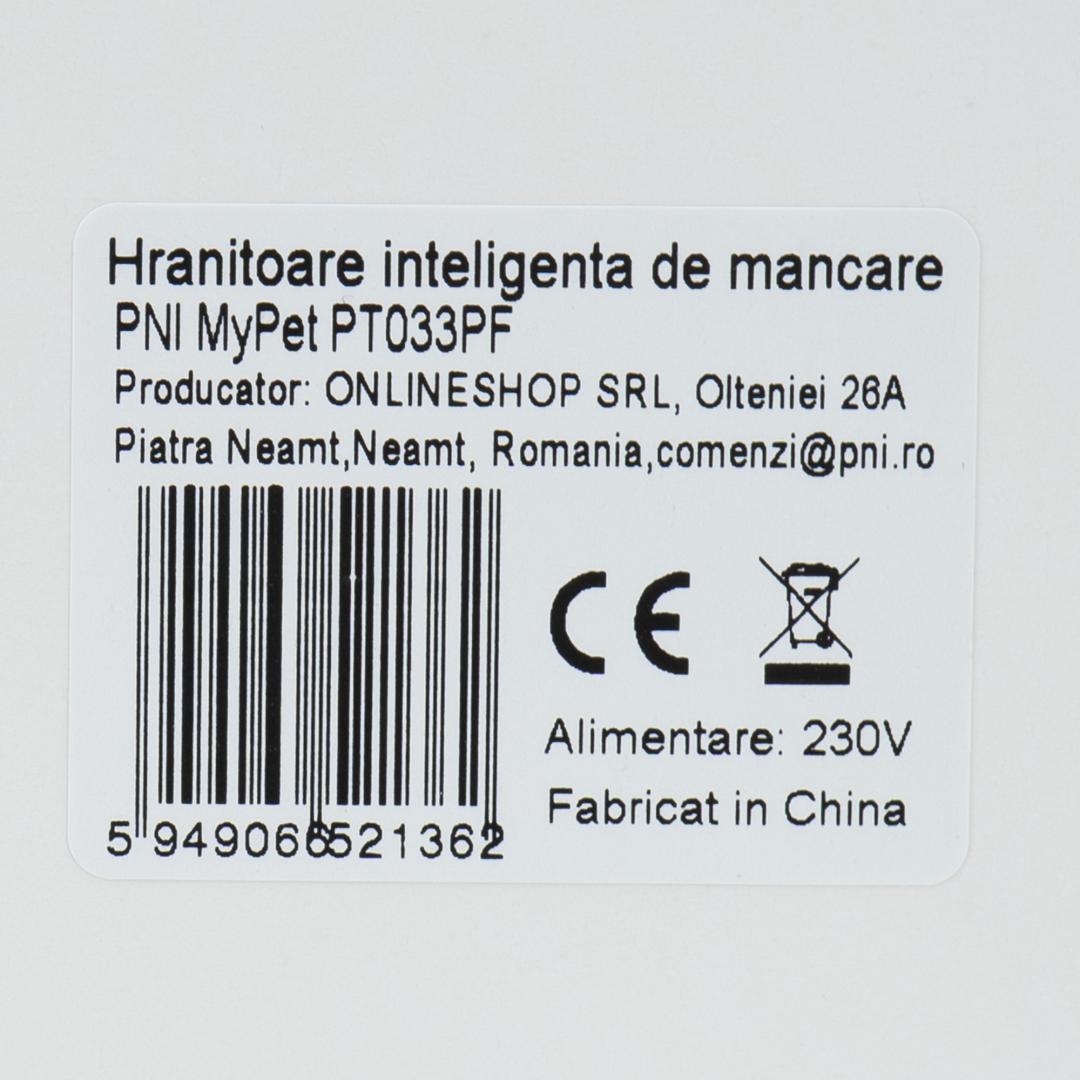 Hranitoare inteligenta de mancare
PNI MyPet PT033PF
Producator: ONLINESHOP SRL, Olteniei 26A
Piatra Neamt,Neamt, Romania,comenzi@pni.ro
CE
Alimentare: 230V
Fabricat in China
5 949066 521362